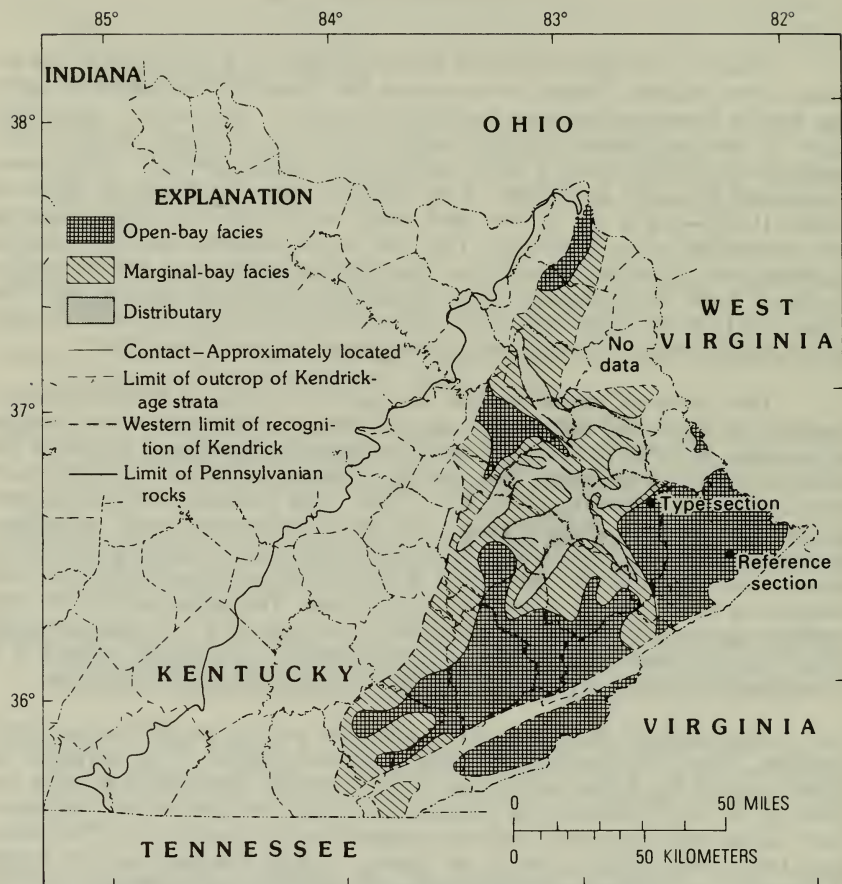 85° 84° 83° 82°
INDIANA
38°
OHIO
EXPLANATION
Open-bay facies
Marginal-bay facies
Distributary
Contact—Approximately located
Limit of outcrop of Kendrick-
age strata
Western limit of recogni-
tion of Kendrick
Limit of Pennsylvanian
rocks
WEST
VIRGINIA
No
data
37°
Type section
Reference
section
KENTUCKY
36°
VIRGINIA
0 50 MILES
0 50 KILOMETERS
TENNESSEE